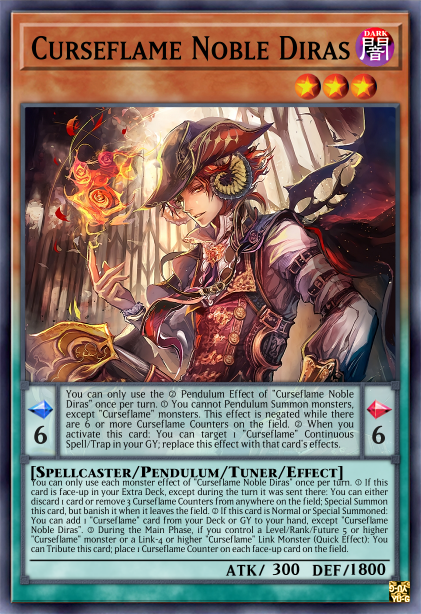 Curseflame Noble Diras
DARK
闇
6
You can only use the ② Pendulum Effect of "Curseflame Noble
Diras" once per turn. ① You cannot Pendulum Summon monsters,
except "Curseflame" monsters. This effect is negated while there
are 6 or more Curseflame Counters on the field. ② When you
activate this card: You can target 1 "Curseflame" Continuous
Spell/Trap in your GY; replace this effect with that card's effects.
6
[Spellcaster/Pendulum/Tuner/Effect]
You can only use each monster effect of "Curseflame Noble Diras" once per turn. ① If this
card is face-up in your Extra Deck, except during the turn it was sent there: You can either
discard 1 card or remove 3 Curseflame Counters from anywhere on the field; Special Summon
this card, but banish it when it leaves the field. ② If this card is Normal or Special Summoned:
You can add 1 "Curseflame" card from your Deck or GY to your hand, except "Curseflame
Noble Diras". ③ During the Main Phase, if you control a Level/Rank/Future 5 or higher
"Curseflame" monster or a Link-4 or higher "Curseflame" Link Monster (Quick Effect): You
can Tribute this card; place 1 Curseflame Counter on each face-up card on the field.
ATK/ 300 DEF/1800